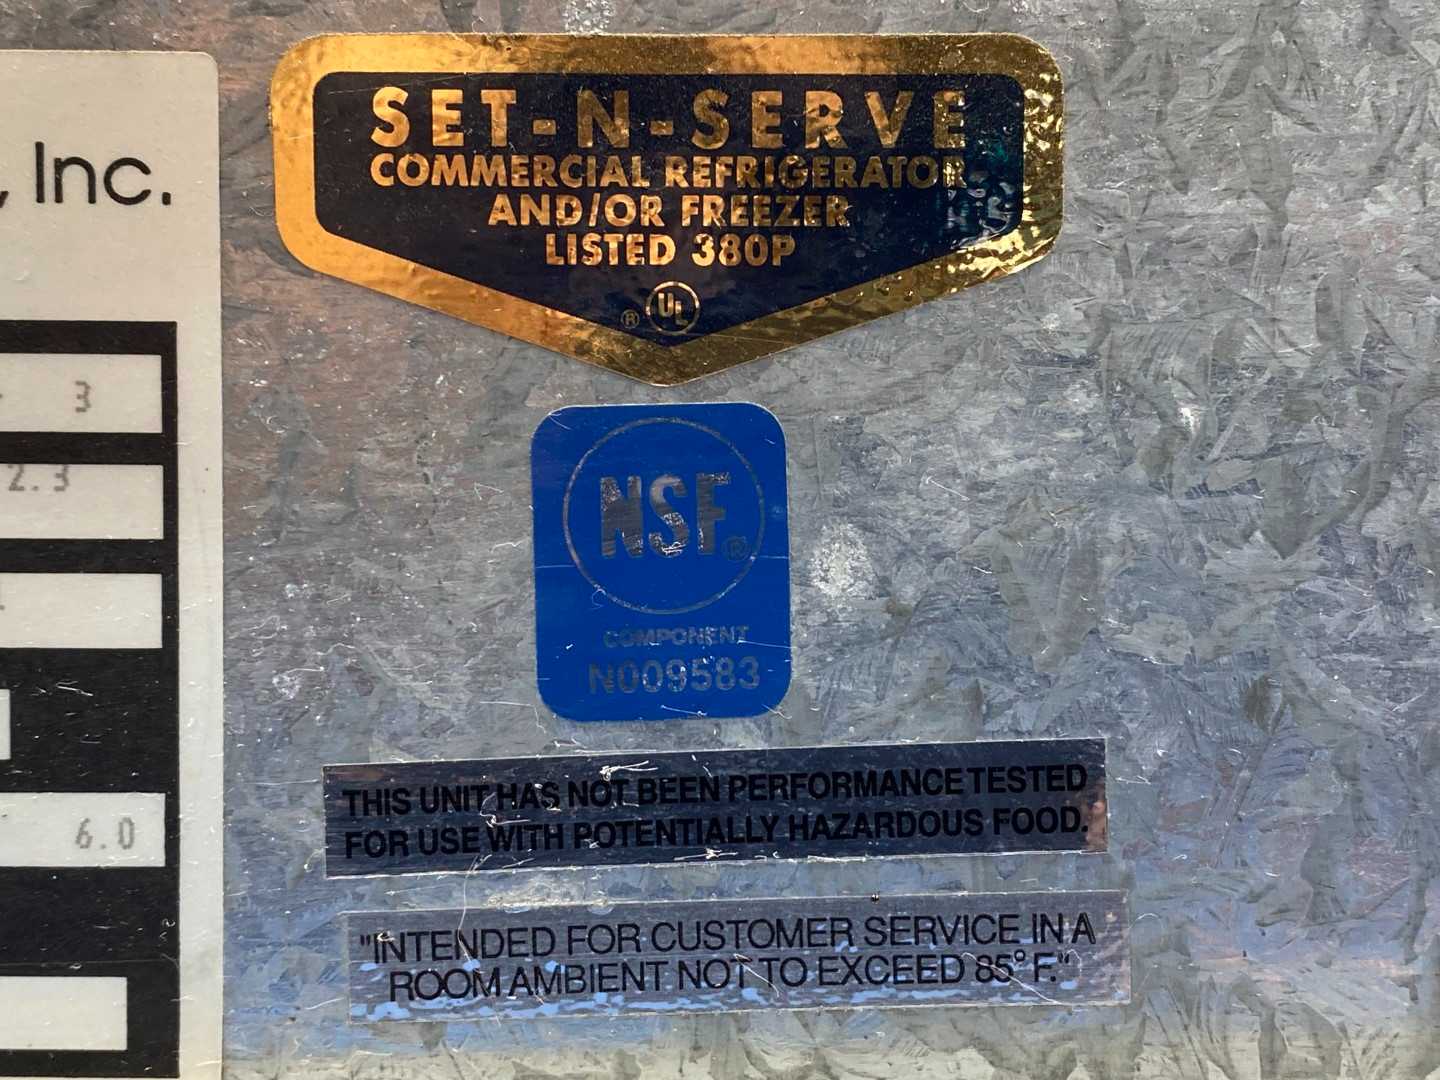 , Inc.
3
2.3
6.0
SET-N-SERVE
COMMERCIAL REFRIGERATOR
AND/OR FREEZER
LISTED 380P
® UL
NSF®
COMPONENT
N009583
THIS UNIT HAS NOT BEEN PERFORMANCE TESTED
FOR USE WITH POTENTIALLY HAZARDOUS FOOD.
"INTENDED FOR CUSTOMER SERVICE IN A
ROOM AMBIENT NOT TO EXCEED 85° F."